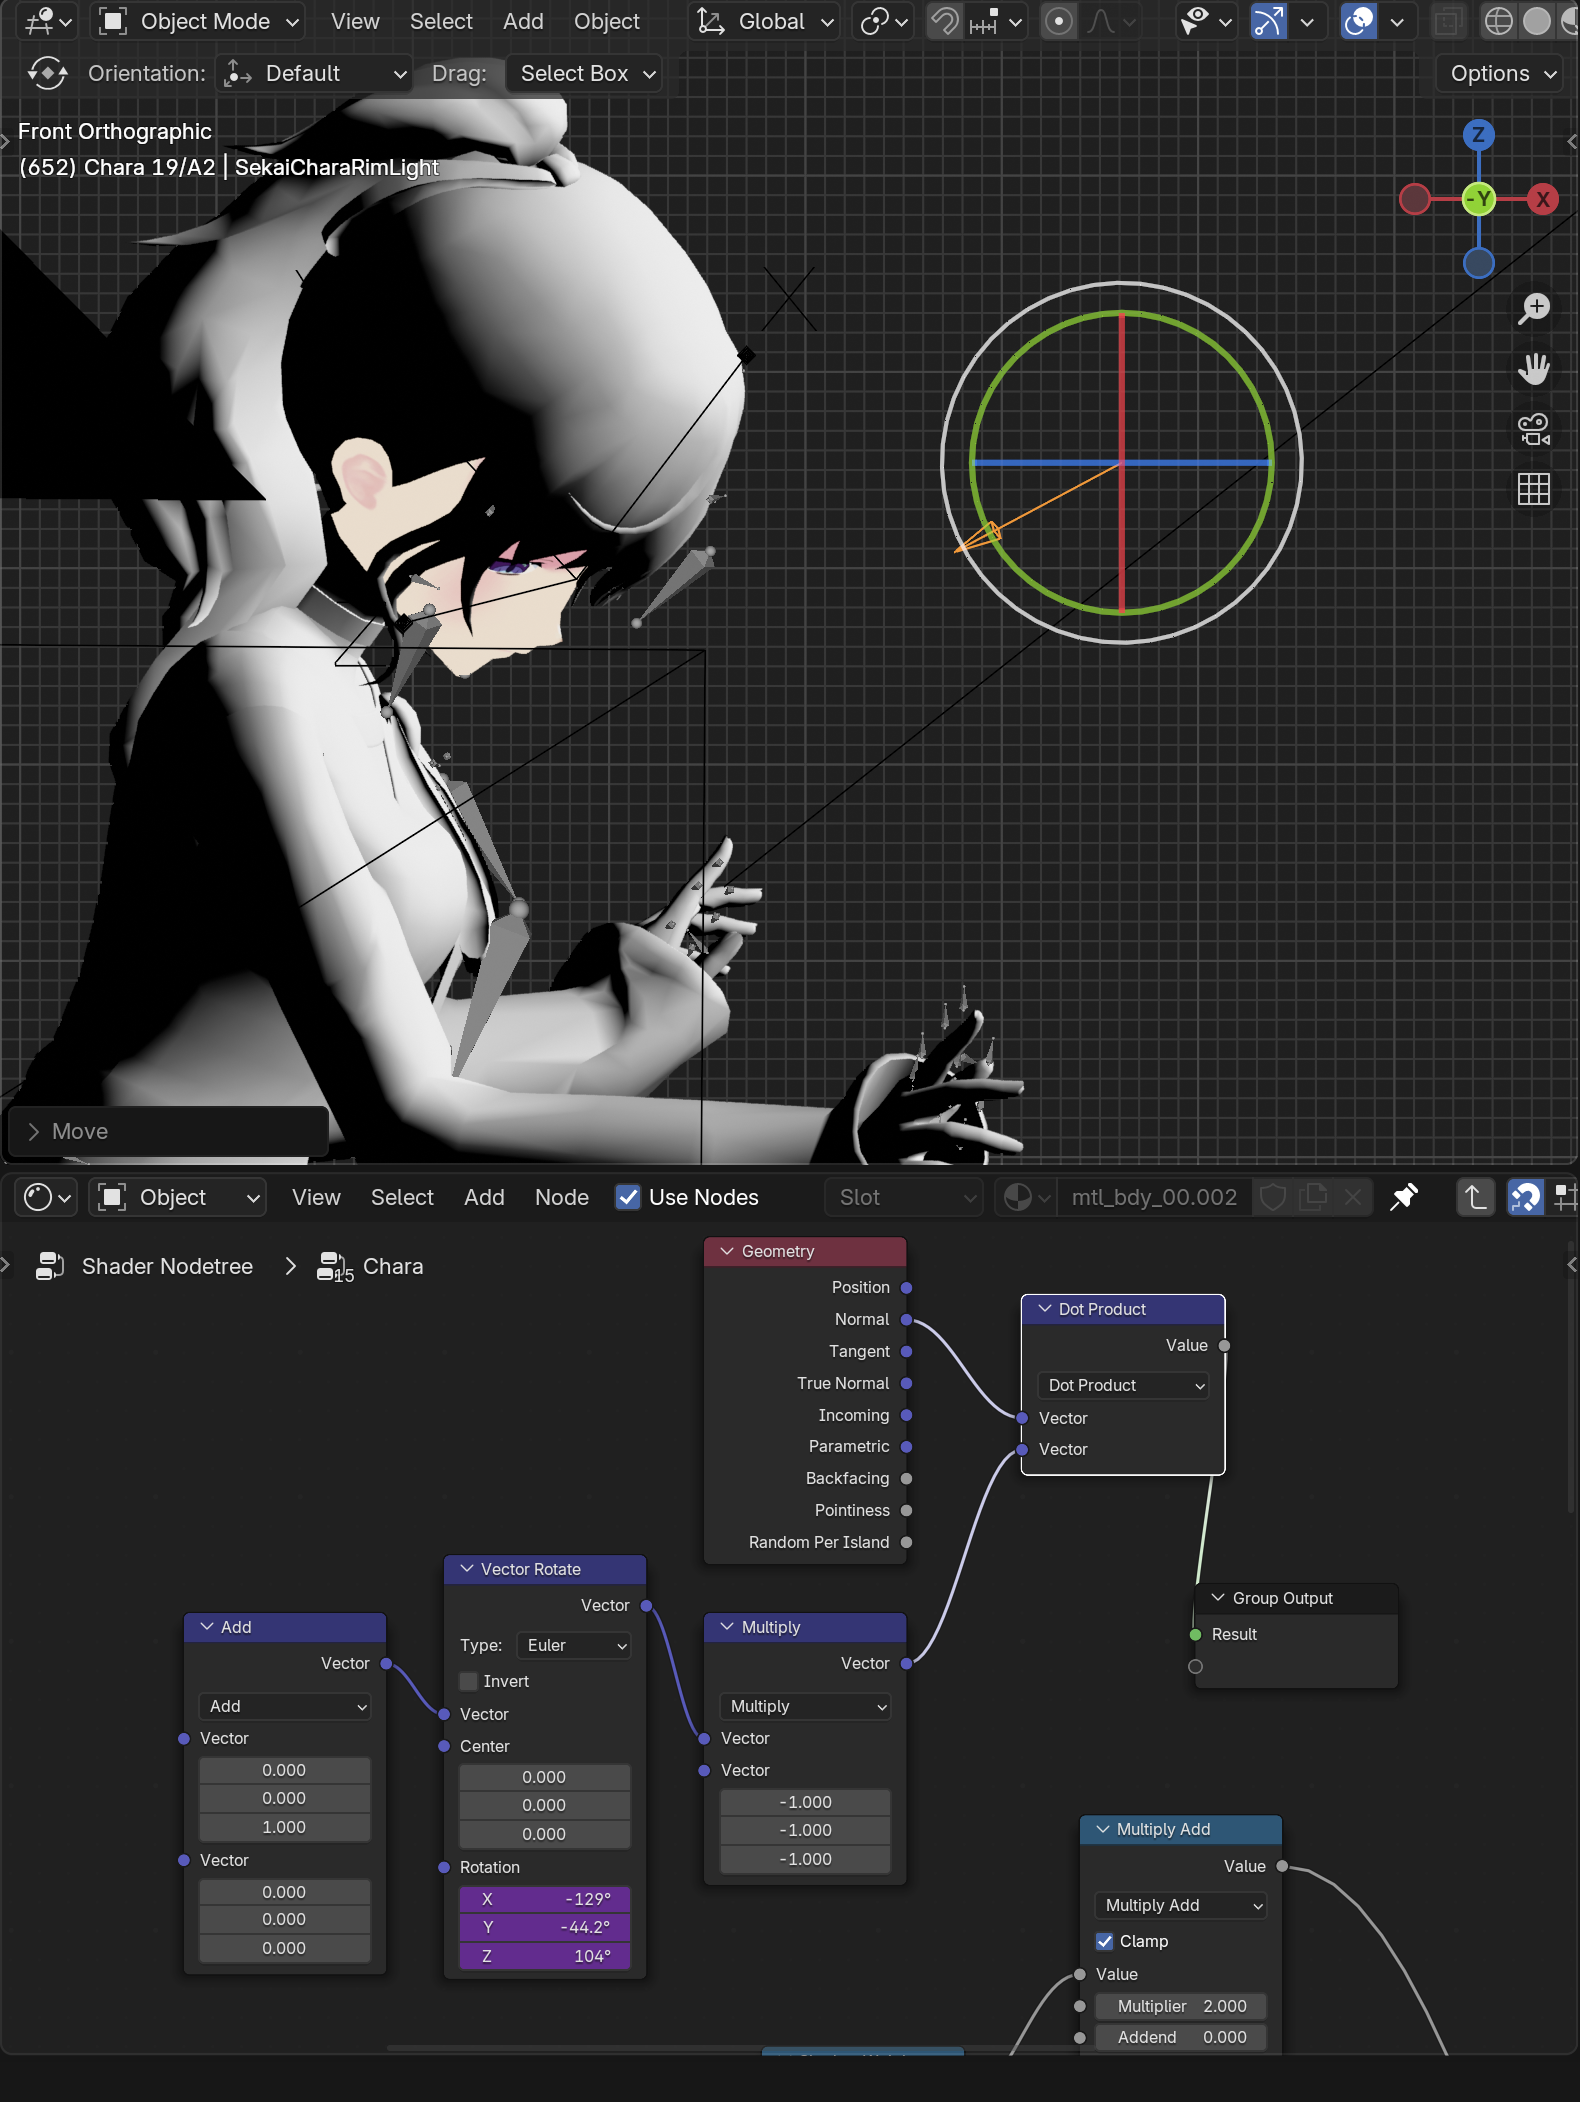 Object Mode View Select Add Object Global
Orientation: Default Drag: Select Box Options
Front Orthographic
(652) Chara 19/A2 | SekaiCharaRimLight
Z
-Y
X
Move
Object View Select Add Node Use Nodes Slot mtl_bdy_00.002
Shader Nodetree > 15 Chara
Geometry
Position
Normal
Tangent
True Normal
Incoming
Parametric
Backfacing
Pointiness
Random Per Island
Dot Product
Value
Dot Product
Vector
Vector
Group Output
Result
Add
Vector
Add
Vector
0.000
0.000
1.000
Vector
0.000
0.000
0.000
Vector Rotate
Vector
Type: Euler
Invert
Vector
Center
0.000
0.000
0.000
Rotation
X -129°
Y -44.2°
Z 104°
Multiply
Vector
Multiply
Vector
Vector
-1.000
-1.000
-1.000
Multiply Add
Value
Multiply Add
Clamp
Value
Multiplier 2.000
Addend 0.000